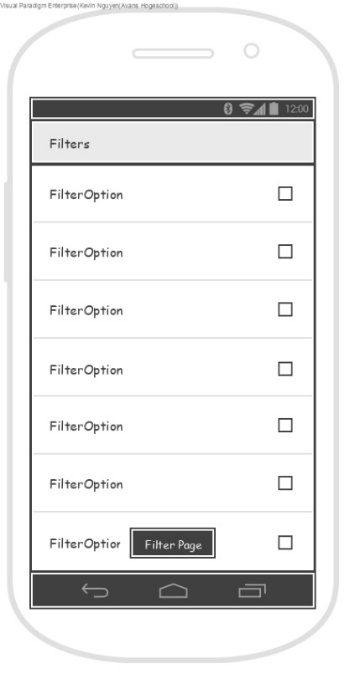 Visual Paradigm Enterprise(Kevin Nguyen(Avans Hogeschool))
12:00
Filters
FilterOption
FilterOption
FilterOption
FilterOption
FilterOption
FilterOption
FilterOptior
Filter Page